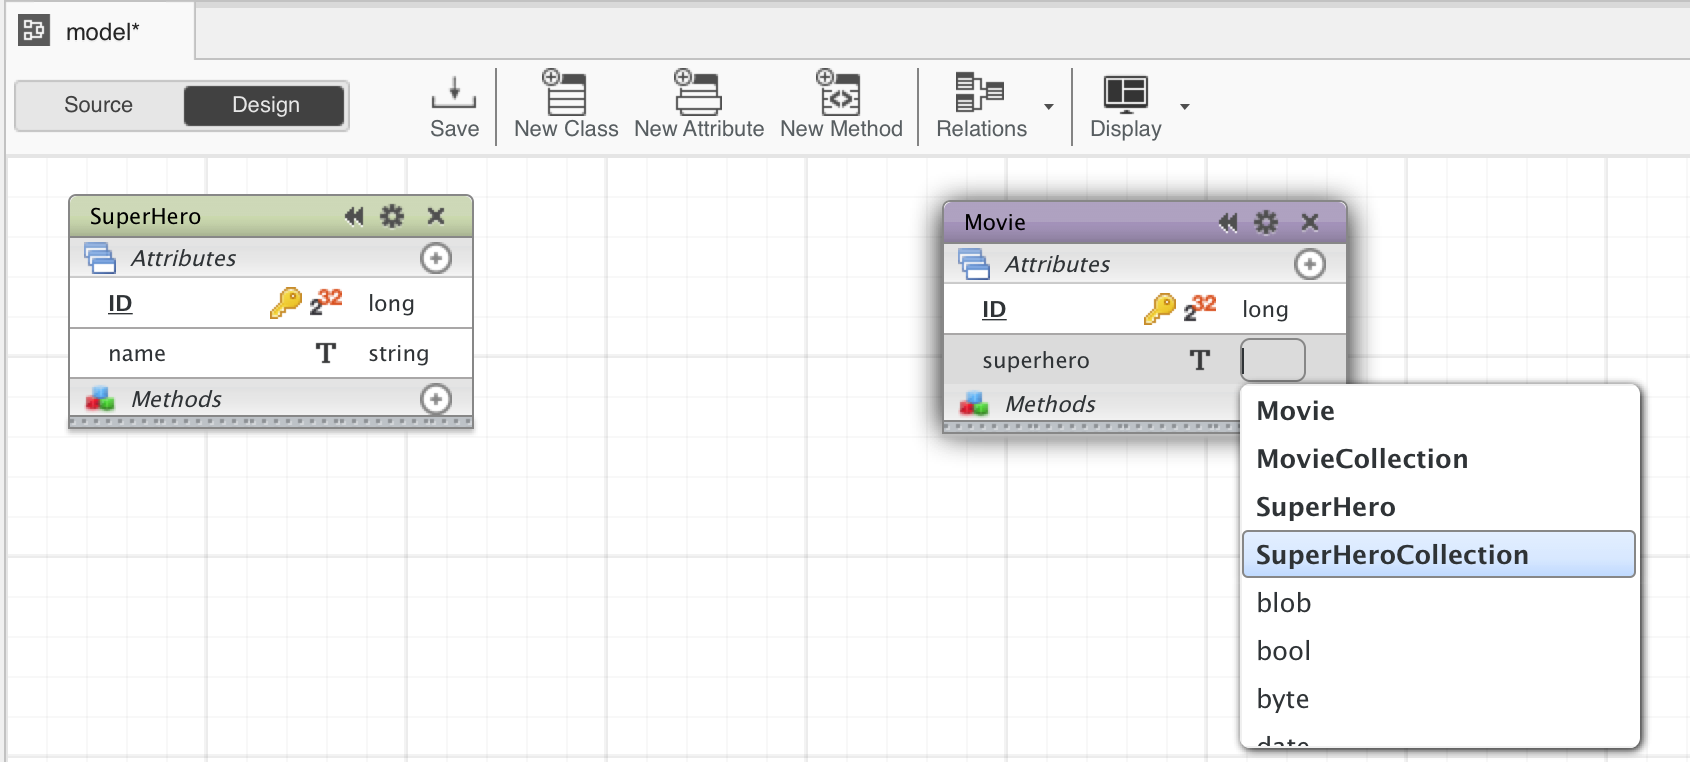 model*
Source Design Save New Class New Attribute New Method Relations Display
SuperHero
Attributes
ID 2 32 long
name T string
Methods
Movie
Attributes
ID 2 32 long
superhero T
Methods
Movie
MovieCollection
SuperHero
SuperHeroCollection
blob
bool
byte
date